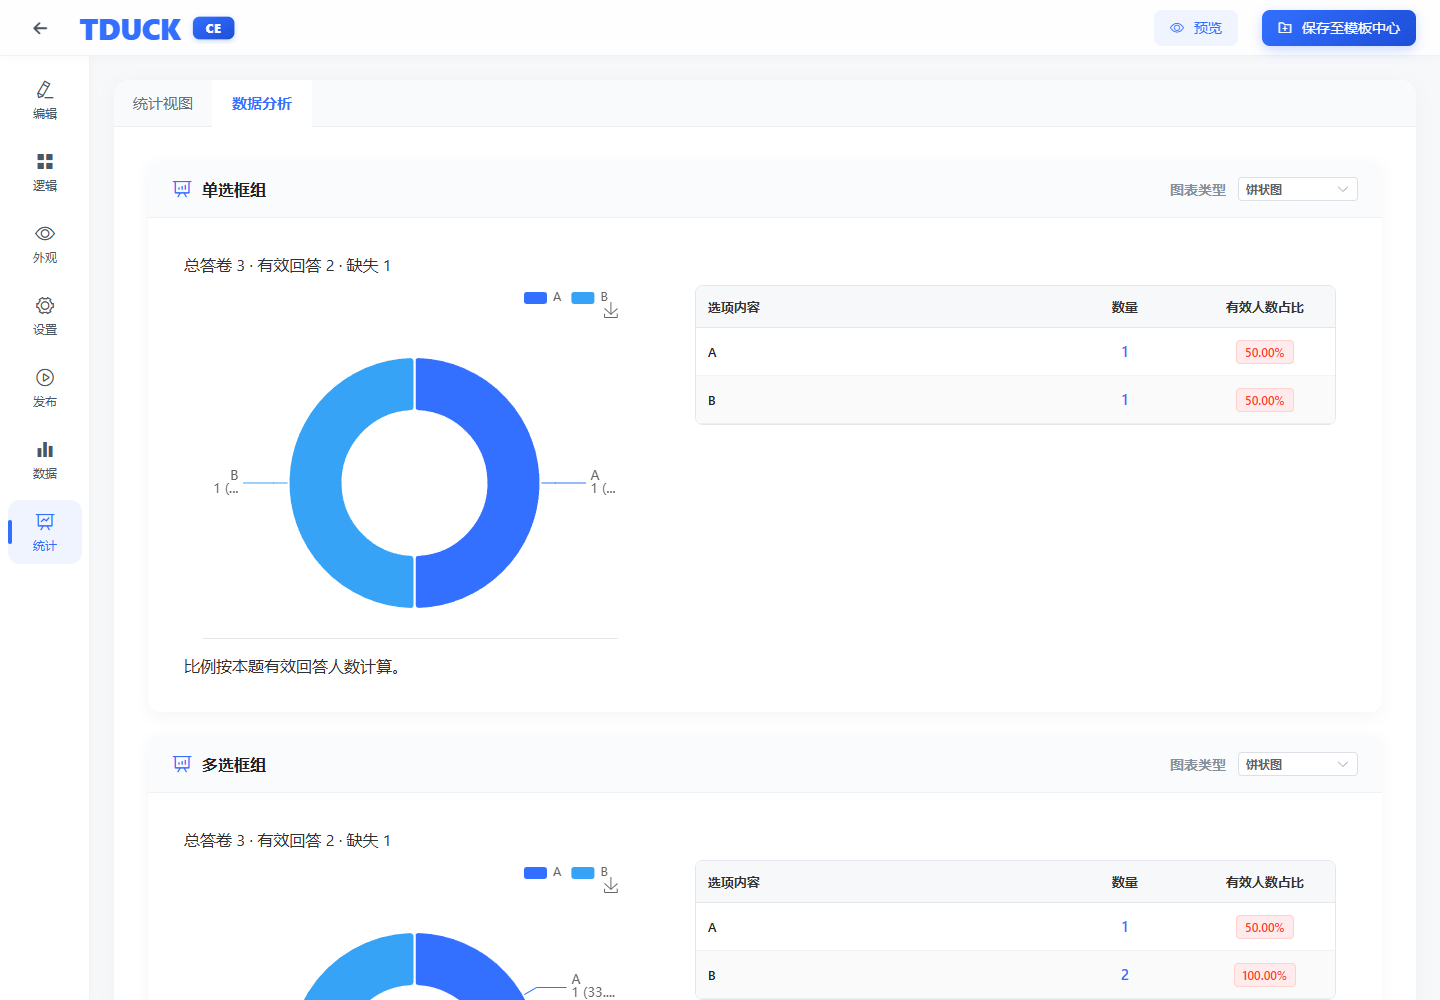 TDUCK CE
预览
保存至模板中心
编辑
逻辑
外观
设置
发布
数据
统计
统计视图
数据分析
单选框组
图表类型
饼状图
总答卷 3 · 有效回答 2 · 缺失 1
A
B
B
1 (...
A
1 (...
选项内容 数量 有效人数占比
A 1 50.00%
B 1 50.00%
比例按本题有效回答人数计算。
多选框组
图表类型
饼状图
总答卷 3 · 有效回答 2 · 缺失 1
A
B
A
1 (33....
选项内容 数量 有效人数占比
A 1 50.00%
B 2 100.00%